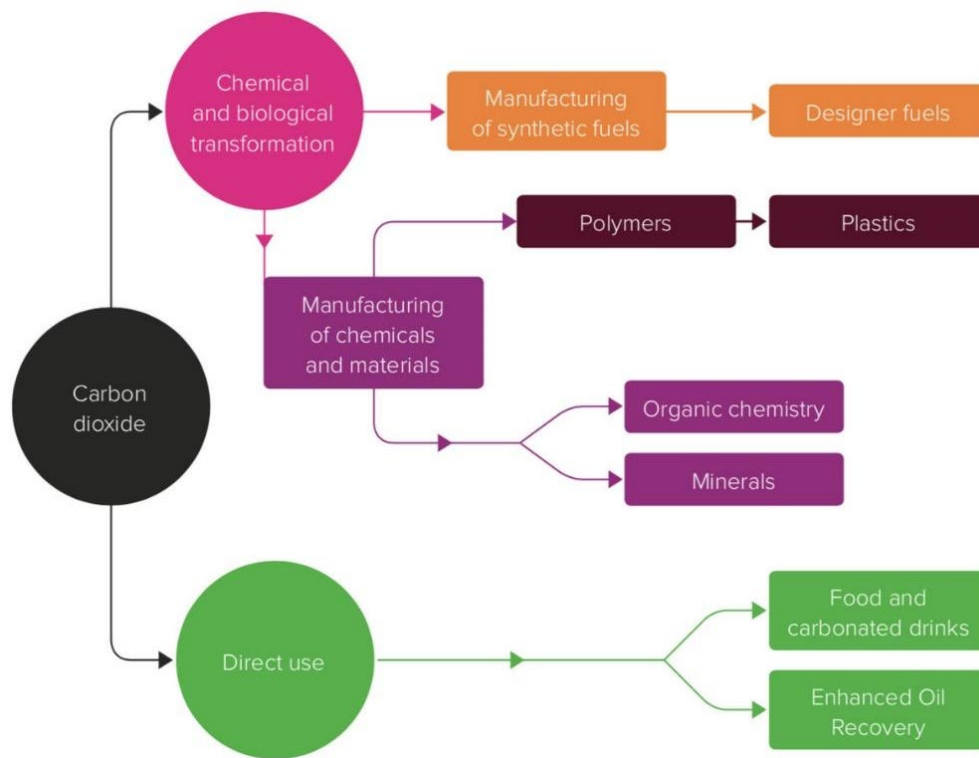 Chemical
and biological
transformation
Manufacturing
of synthetic fuels
Designer fuels
Polymers
Plastics
Manufacturing
of chemicals
and materials
Carbon
dioxide
Organic chemistry
Minerals
Direct use
Food and
carbonated drinks
Enhanced Oil
Recovery